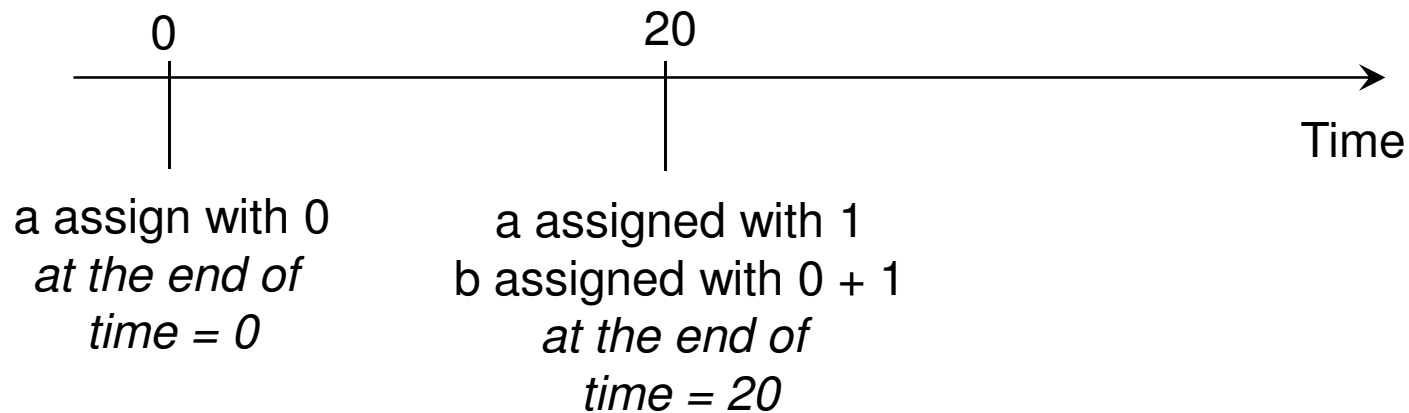 0
20
Time
a assign with 0
at the end of
time = 0
a assigned with 1
b assigned with 0 + 1
at the end of
time = 20